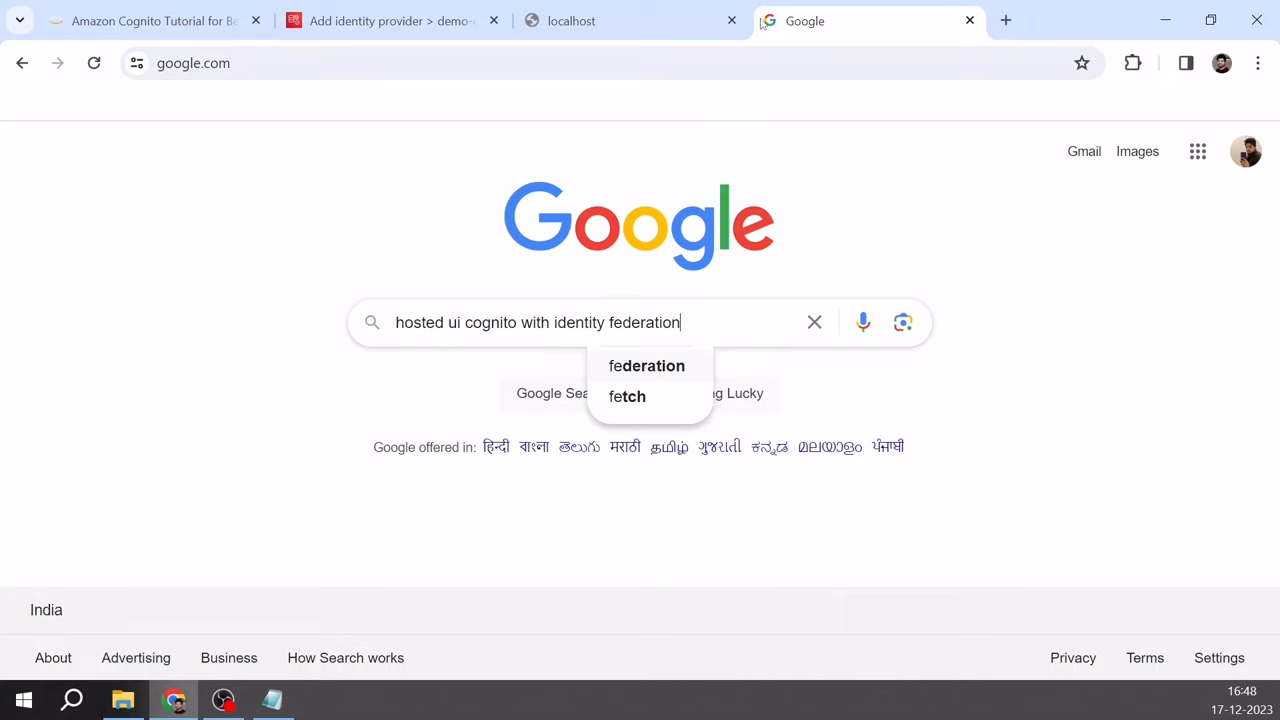 Amazon Cognito Tutorial for Be
Add identity provider > demo-
localhost
Google
google.com
Gmail Images
Google
hosted ui cognito with identity federation
federation
fetch
Google Sea
ng Lucky
Google offered in: हिन्दी বাংলা తెలుగు मराठी தமிழ் ગુજરાતી ಕನ್ನಡ മലയാളം ਪੰਜਾਬੀ
India
About Advertising Business How Search works
Privacy Terms Settings
16:48
17-12-2023